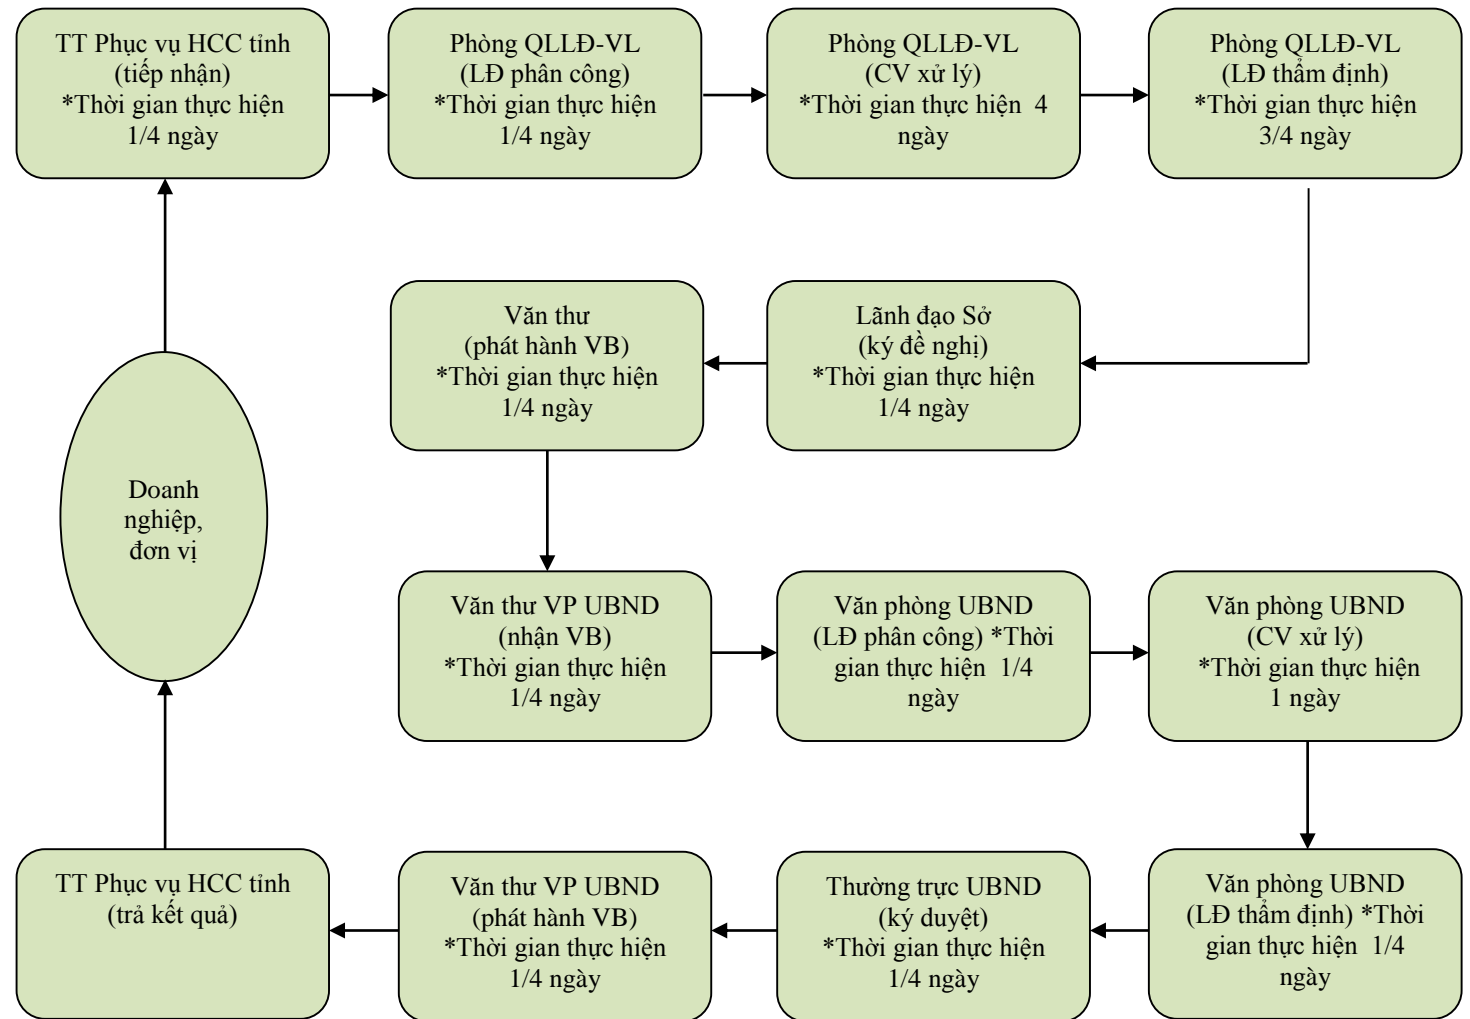 TT Phục vụ HCC tỉnh
(tiếp nhận)
*Thời gian thực hiện
1/4 ngày
Phòng QLLĐ-VL
(LĐ phân công)
*Thời gian thực hiện
1/4 ngày
Phòng QLLĐ-VL
(CV xử lý)
*Thời gian thực hiện 4
ngày
Phòng QLLĐ-VL
(LĐ thẩm định)
*Thời gian thực hiện
3/4 ngày
Lãnh đạo Sở
(ký đề nghị)
*Thời gian thực hiện
1/4 ngày
Văn thư
(phát hành VB)
*Thời gian thực hiện
1/4 ngày
Doanh
nghiệp,
đơn vị
Văn thư VP UBND
(nhận VB)
*Thời gian thực hiện
1/4 ngày
Văn phòng UBND
(LĐ phân công) *Thời
gian thực hiện 1/4
ngày
Văn phòng UBND
(CV xử lý)
*Thời gian thực hiện
1 ngày
Văn phòng UBND
(LĐ thẩm định) *Thời
gian thực hiện 1/4
ngày
Thường trực UBND
(ký duyệt)
*Thời gian thực hiện
1/4 ngày
Văn thư VP UBND
(phát hành VB)
*Thời gian thực hiện
1/4 ngày
TT Phục vụ HCC tỉnh
(trả kết quả)